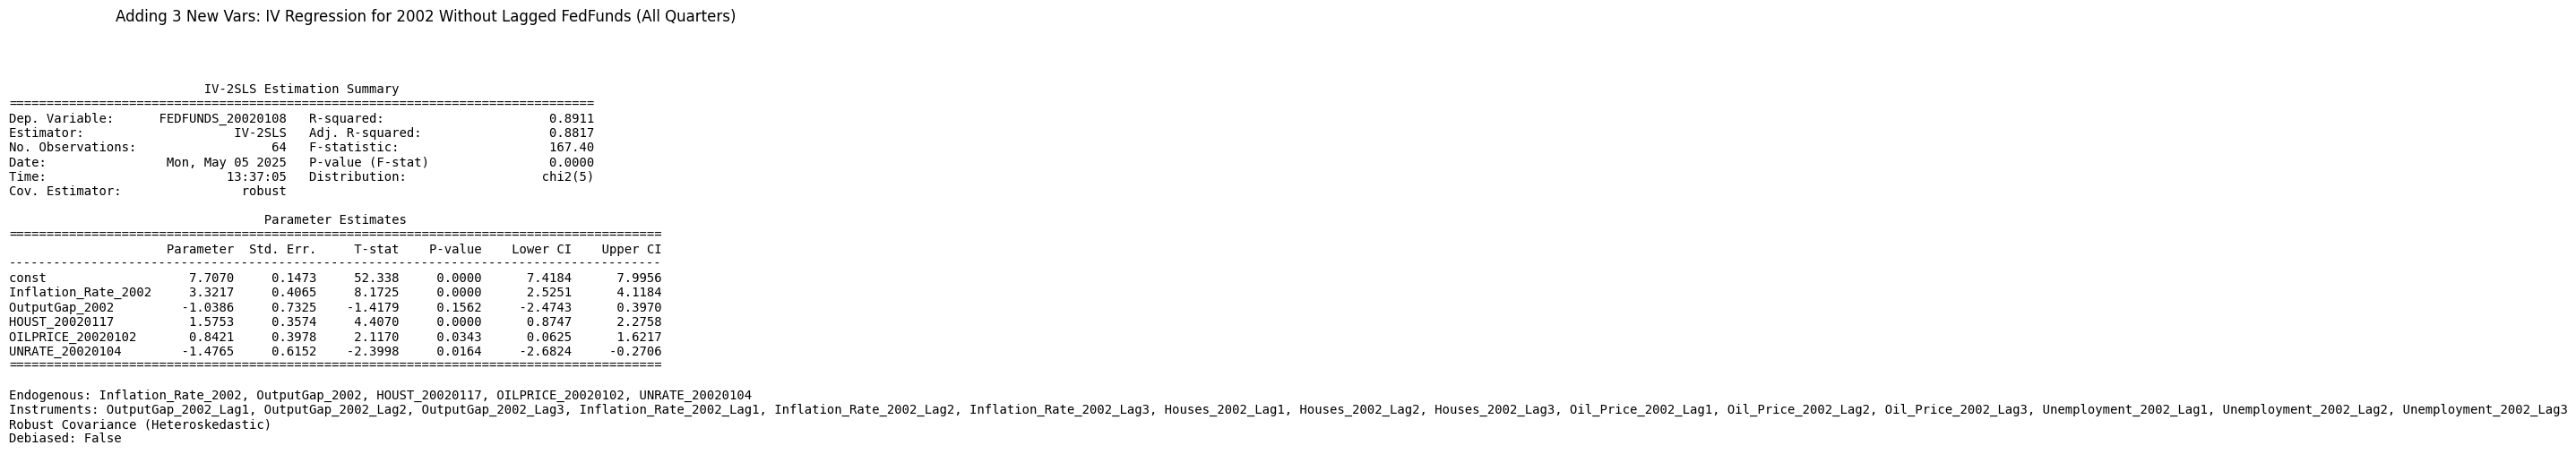 Adding 3 New Vars: IV Regression for 2002 Without Lagged FedFunds (All Quarters)
IV-2SLS Estimation Summary
==============================================================================
Dep. Variable:      FEDFUNDS_20020108   R-squared:                      0.8911
Estimator:                    IV-2SLS   Adj. R-squared:                 0.8817
No. Observations:                  64   F-statistic:                    167.40
Date:                Mon, May 05 2025   P-value (F-stat)                0.0000
Time:                        13:37:05   Distribution:                  chi2(5)
Cov. Estimator:                robust
Parameter Estimates
=======================================================================================
                     Parameter  Std. Err.     T-stat    P-value    Lower CI    Upper CI
---------------------------------------------------------------------------------------
const                   7.7070     0.1473     52.338     0.0000      7.4184      7.9956
Inflation_Rate_2002     3.3217     0.4065     8.1725     0.0000      2.5251      4.1184
OutputGap_2002         -1.0386     0.7325    -1.4179     0.1562     -2.4743      0.3970
HOUST_20020117          1.5753     0.3574     4.4070     0.0000      0.8747      2.2758
OILPRICE_20020102       0.8421     0.3978     2.1170     0.0343      0.0625      1.6217
UNRATE_20020104        -1.4765     0.6152    -2.3998     0.0164     -2.6824     -0.2706
=======================================================================================
Endogenous: Inflation_Rate_2002, OutputGap_2002, HOUST_20020117, OILPRICE_20020102, UNRATE_20020104
Instruments: OutputGap_2002_Lag1, OutputGap_2002_Lag2, OutputGap_2002_Lag3, Inflation_Rate_2002_Lag1, Inflation_Rate_2002_Lag2, Inflation_Rate_2002_Lag3, Houses_2002_Lag1, Houses_2002_Lag2, Houses_2002_Lag3, Oil_Price_2002_Lag1, Oil_Price_2002_Lag2, Oil_Price_2002_Lag3, Unemployment_2002_Lag1, Unemployment_2002_Lag2, Unemployment_2002_Lag3
Robust Covariance (Heteroskedastic)
Debiased: False